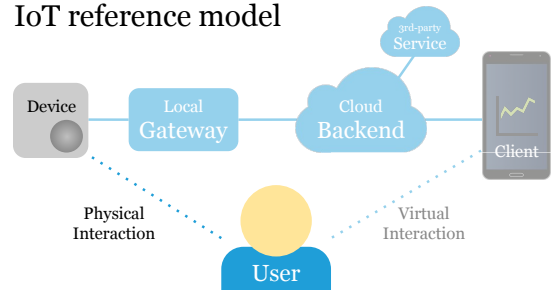 IoT reference model
3rd-party
Service
Device
Local
Gateway
Cloud
Backend
Client
Physical
Interaction
Virtual
Interaction
User